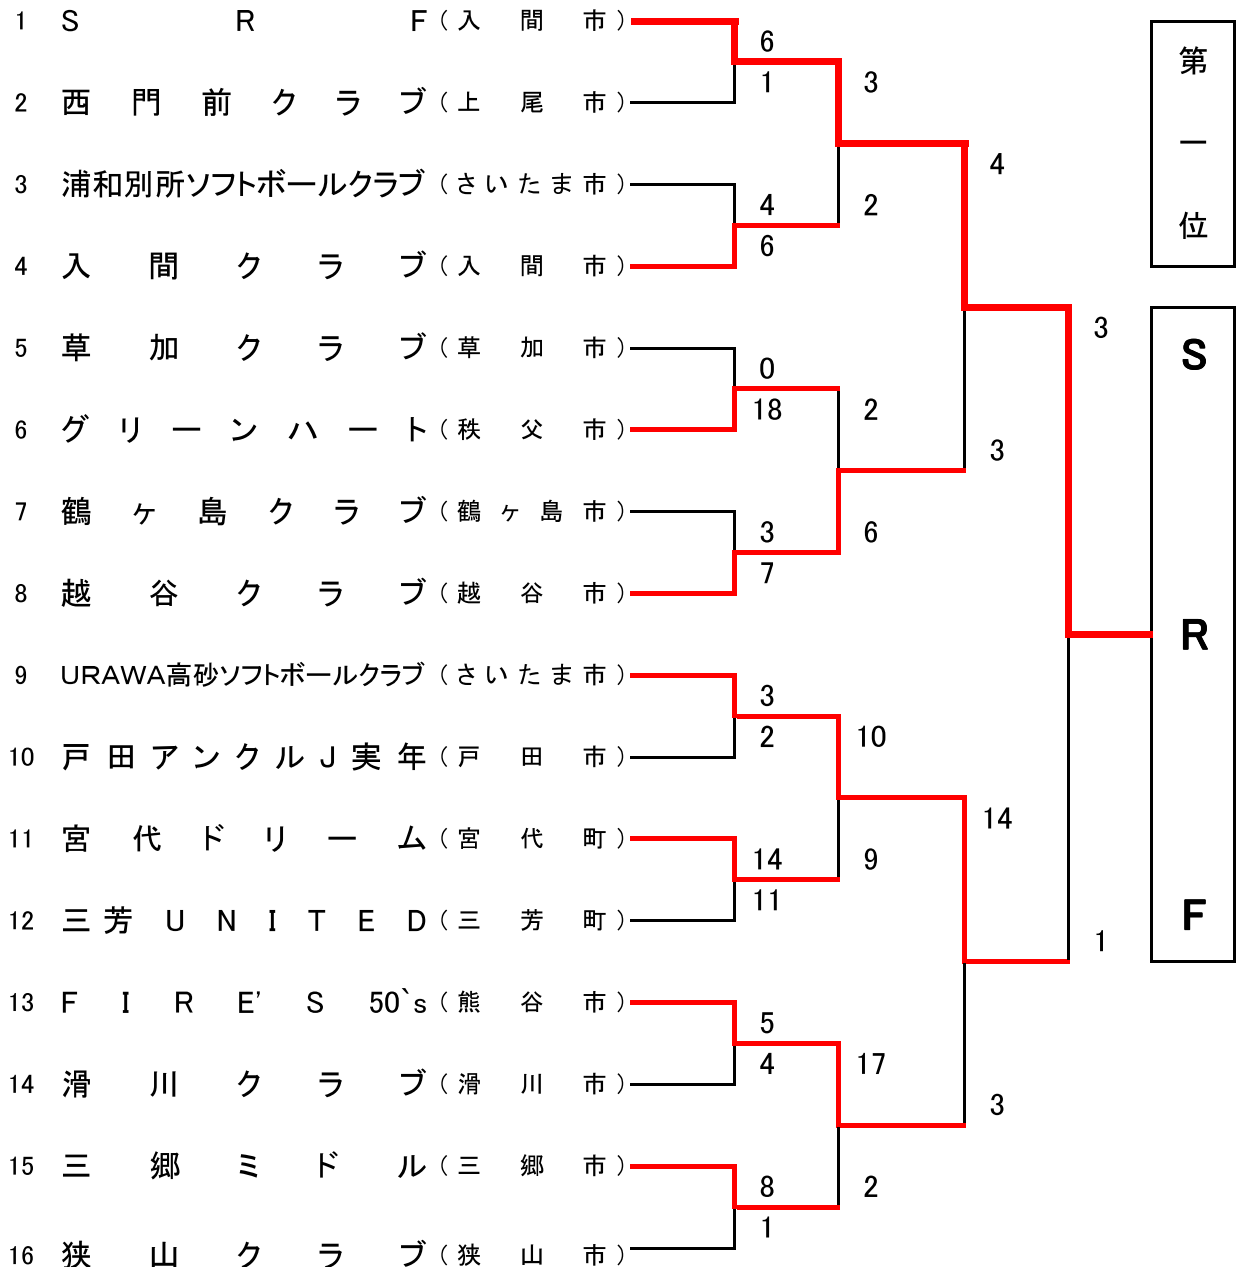 1 S R F (入間市)
6
1
2 西門前クラブ (上尾市)
3
3 浦和別所ソフトボールクラブ (さいたま市)
4
4
6
2
4 入間クラブ (入間市)
3
5 草加クラブ (草加市)
0
18
2
6 グリーンハート (秩父市)
3
7 鶴ヶ島クラブ (鶴ヶ島市)
3
7
6
8 越谷クラブ (越谷市)
9 URAWA高砂ソフトボールクラブ (さいたま市)
3
2
10
10 戸田アンクルJ実年 (戸田市)
14
11 宮代ドリーム (宮代町)
14
11
9
12 三芳UNITED (三芳町)
1
13 FIRE'S 50`s (熊谷市)
5
4
17
14 滑川クラブ (滑川市)
3
15 三郷ミドル (三郷市)
8
1
2
16 狭山クラブ (狭山市)
第一位
SRF